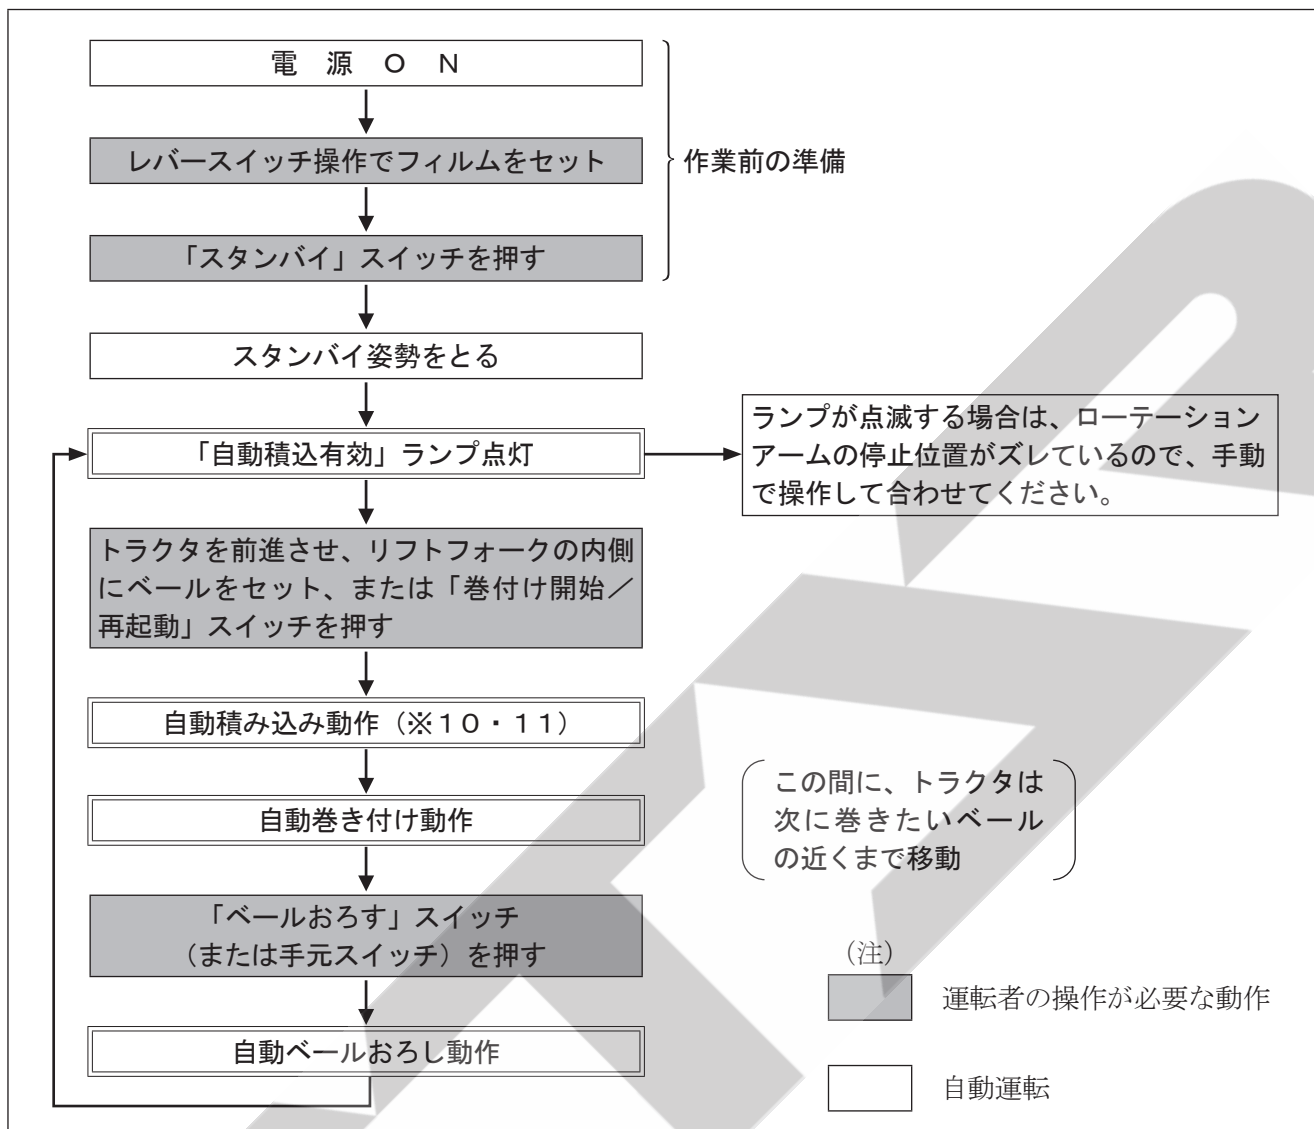 電源ON
レバースイッチ操作でフィルムをセット
作業前の準備
「スタンバイ」スイッチを押す
スタンバイ姿勢をとる
「自動積込有効」ランプ点灯
ランプが点滅する場合は、ローテーション
アームの停止位置がズレているので、手動
で操作して合わせてください。
トラクタを前進させ、リフトフォークの内側
にベールをセット、または「巻付け開始／
再起動」スイッチを押す
自動積み込み動作（※１０・１１）
自動巻き付け動作
この間に、トラクタは
次に巻きたいベール
の近くまで移動
「ベールおろす」スイッチ
（または手元スイッチ）を押す
自動ベールおろし動作
（注）
運転者の操作が必要な動作
自動運転